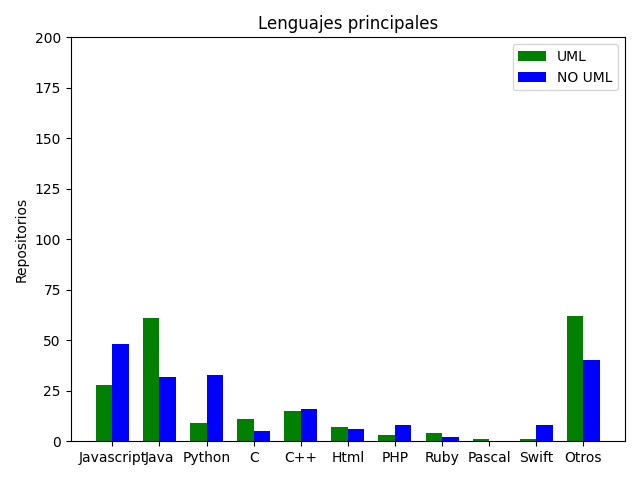 Lenguajes principales
UML
NO UML
Repositorios
200
175
150
125
100
75
50
25
0
Javascript Java Python C C++ Html PHP Ruby Pascal Swift Otros